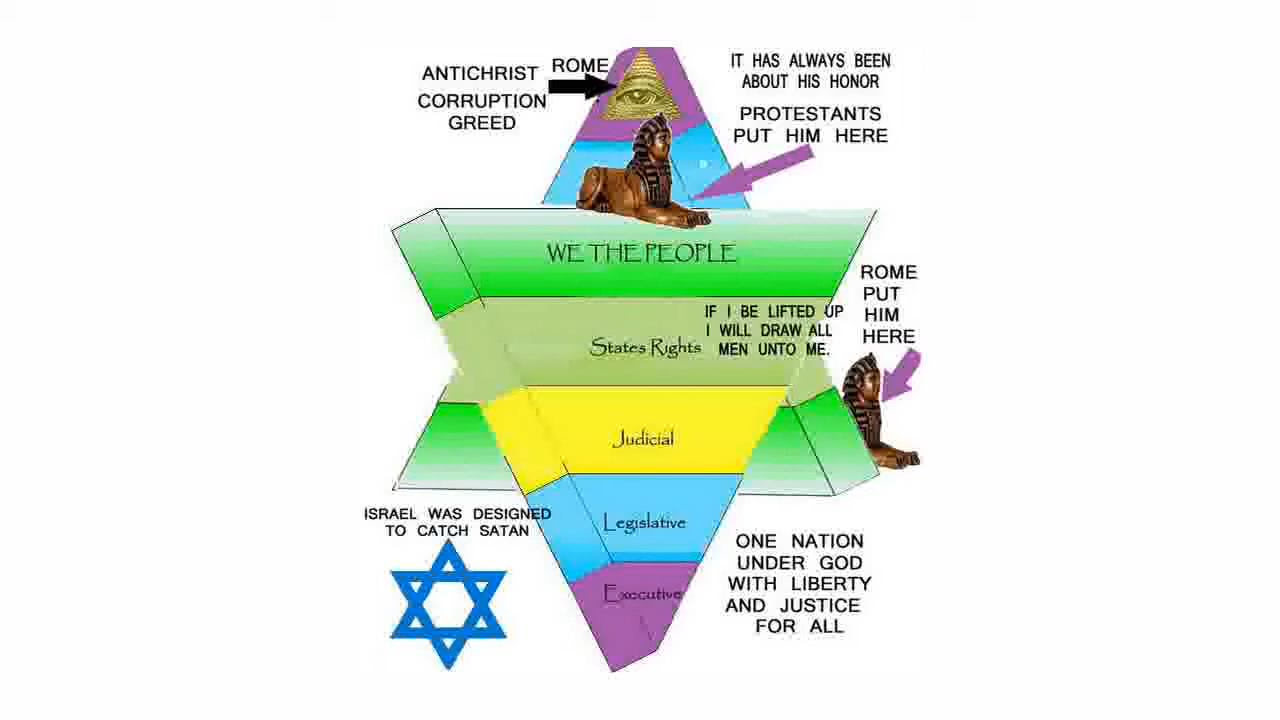 ROME
ANTICHRIST
CORRUPTION
GREED
IT HAS ALWAYS BEEN
ABOUT HIS HONOR
PROTESTANTS
PUT HIM HERE
WE THE PEOPLE
ROME
PUT
HIM
HERE
IF I BE LIFTED UP
I WILL DRAW ALL
MEN UNTO ME.
States Rights
Judicial
Legislative
Executive
ISRAEL WAS DESIGNED
TO CATCH SATAN
ONE NATION
UNDER GOD
WITH LIBERTY
AND JUSTICE
FOR ALL